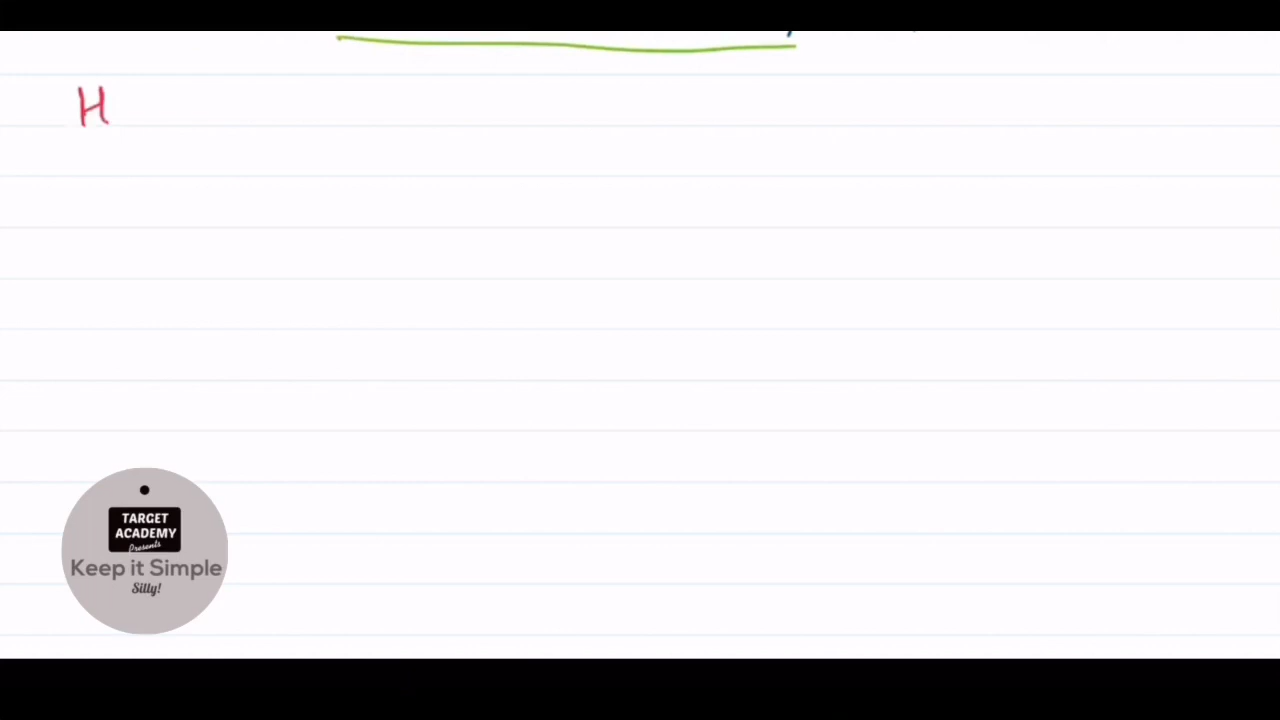 H
TARGET
ACADEMY
Presents
Keep it Simple
Silly!